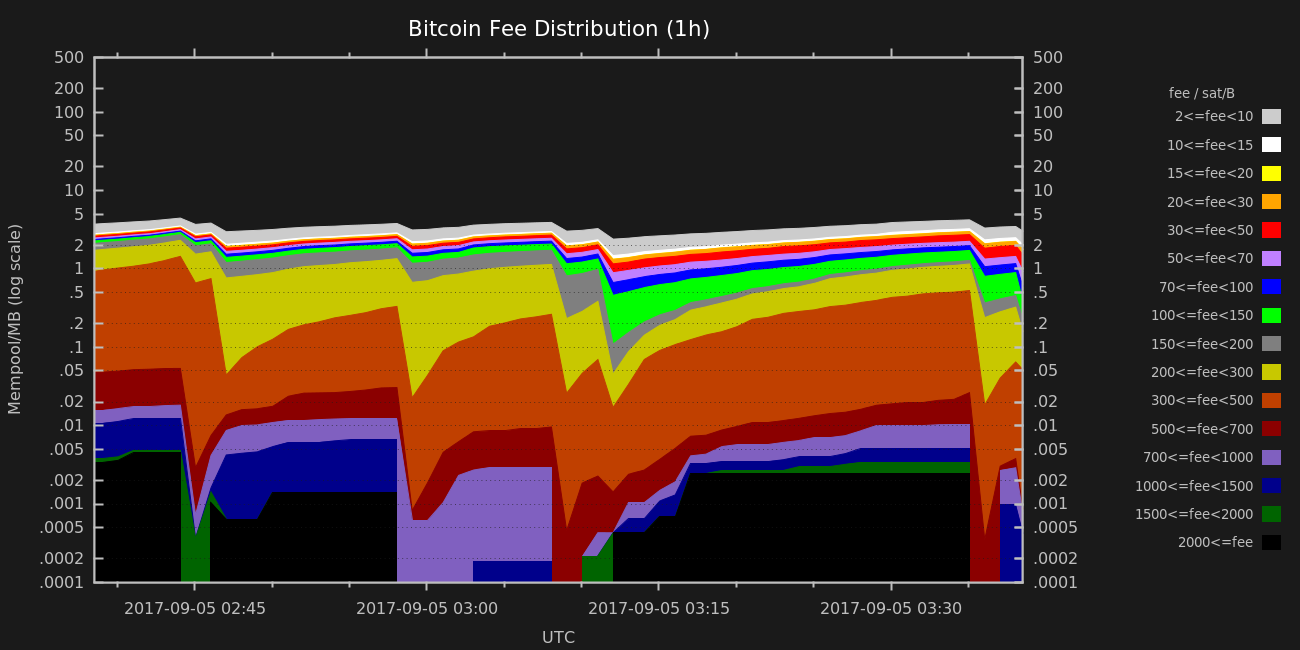 Bitcoin Fee Distribution (1h)
500 500
200 200
100 100
50 50
20 20
10 10
5 5
2 2
1 1
.5 .5
.2 .2
.1 .1
.05 .05
.02 .02
.01 .01
.005 .005
.002 .002
.001 .001
.0005 .0005
.0002 .0002
.0001 .0001
Mempool/MB (log scale)
2017-09-05 02:45 2017-09-05 03:00 2017-09-05 03:15 2017-09-05 03:30
UTC
fee / sat/B
2<=fee<10
10<=fee<15
15<=fee<20
20<=fee<30
30<=fee<50
50<=fee<70
70<=fee<100
100<=fee<150
150<=fee<200
200<=fee<300
300<=fee<500
500<=fee<700
700<=fee<1000
1000<=fee<1500
1500<=fee<2000
2000<=fee